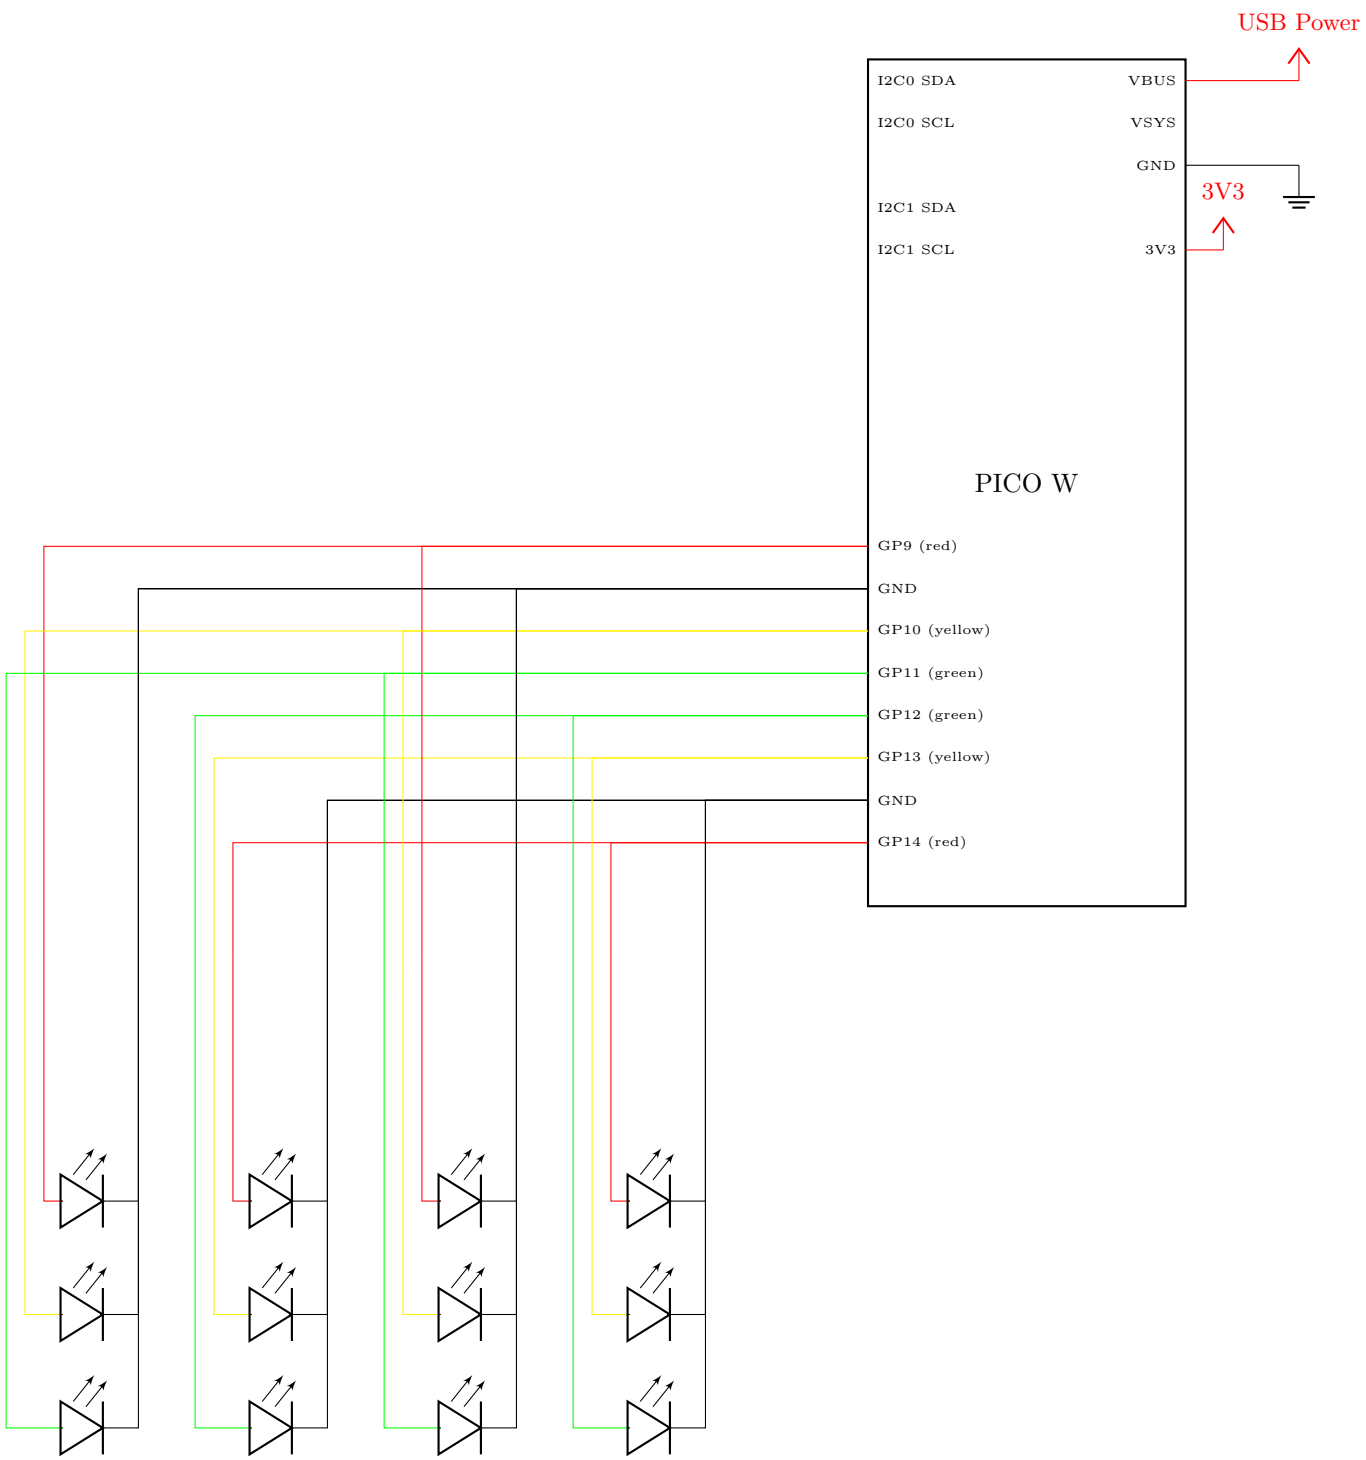 USB Power
I2C0 SDA
VBUS
I2C0 SCL
VSYS
GND
3V3
I2C1 SDA
I2C1 SCL
3V3
PICO W
GP9 (red)
GND
GP10 (yellow)
GP11 (green)
GP12 (green)
GP13 (yellow)
GND
GP14 (red)